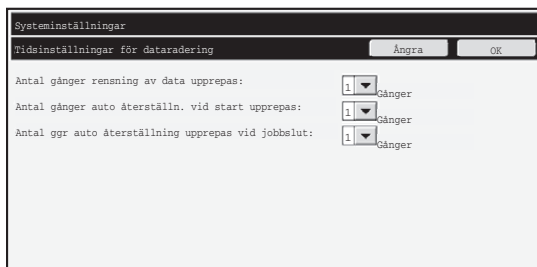 Systeminställningar
Tidsinställningar för dataradering Ångra OK
Antal gånger rensning av data upprepas: 1 Gånger
Antal gånger auto återställn. vid start upprepas: 1 Gånger
Antal ggr auto återställning upprepas vid jobbslut: 1 Gånger